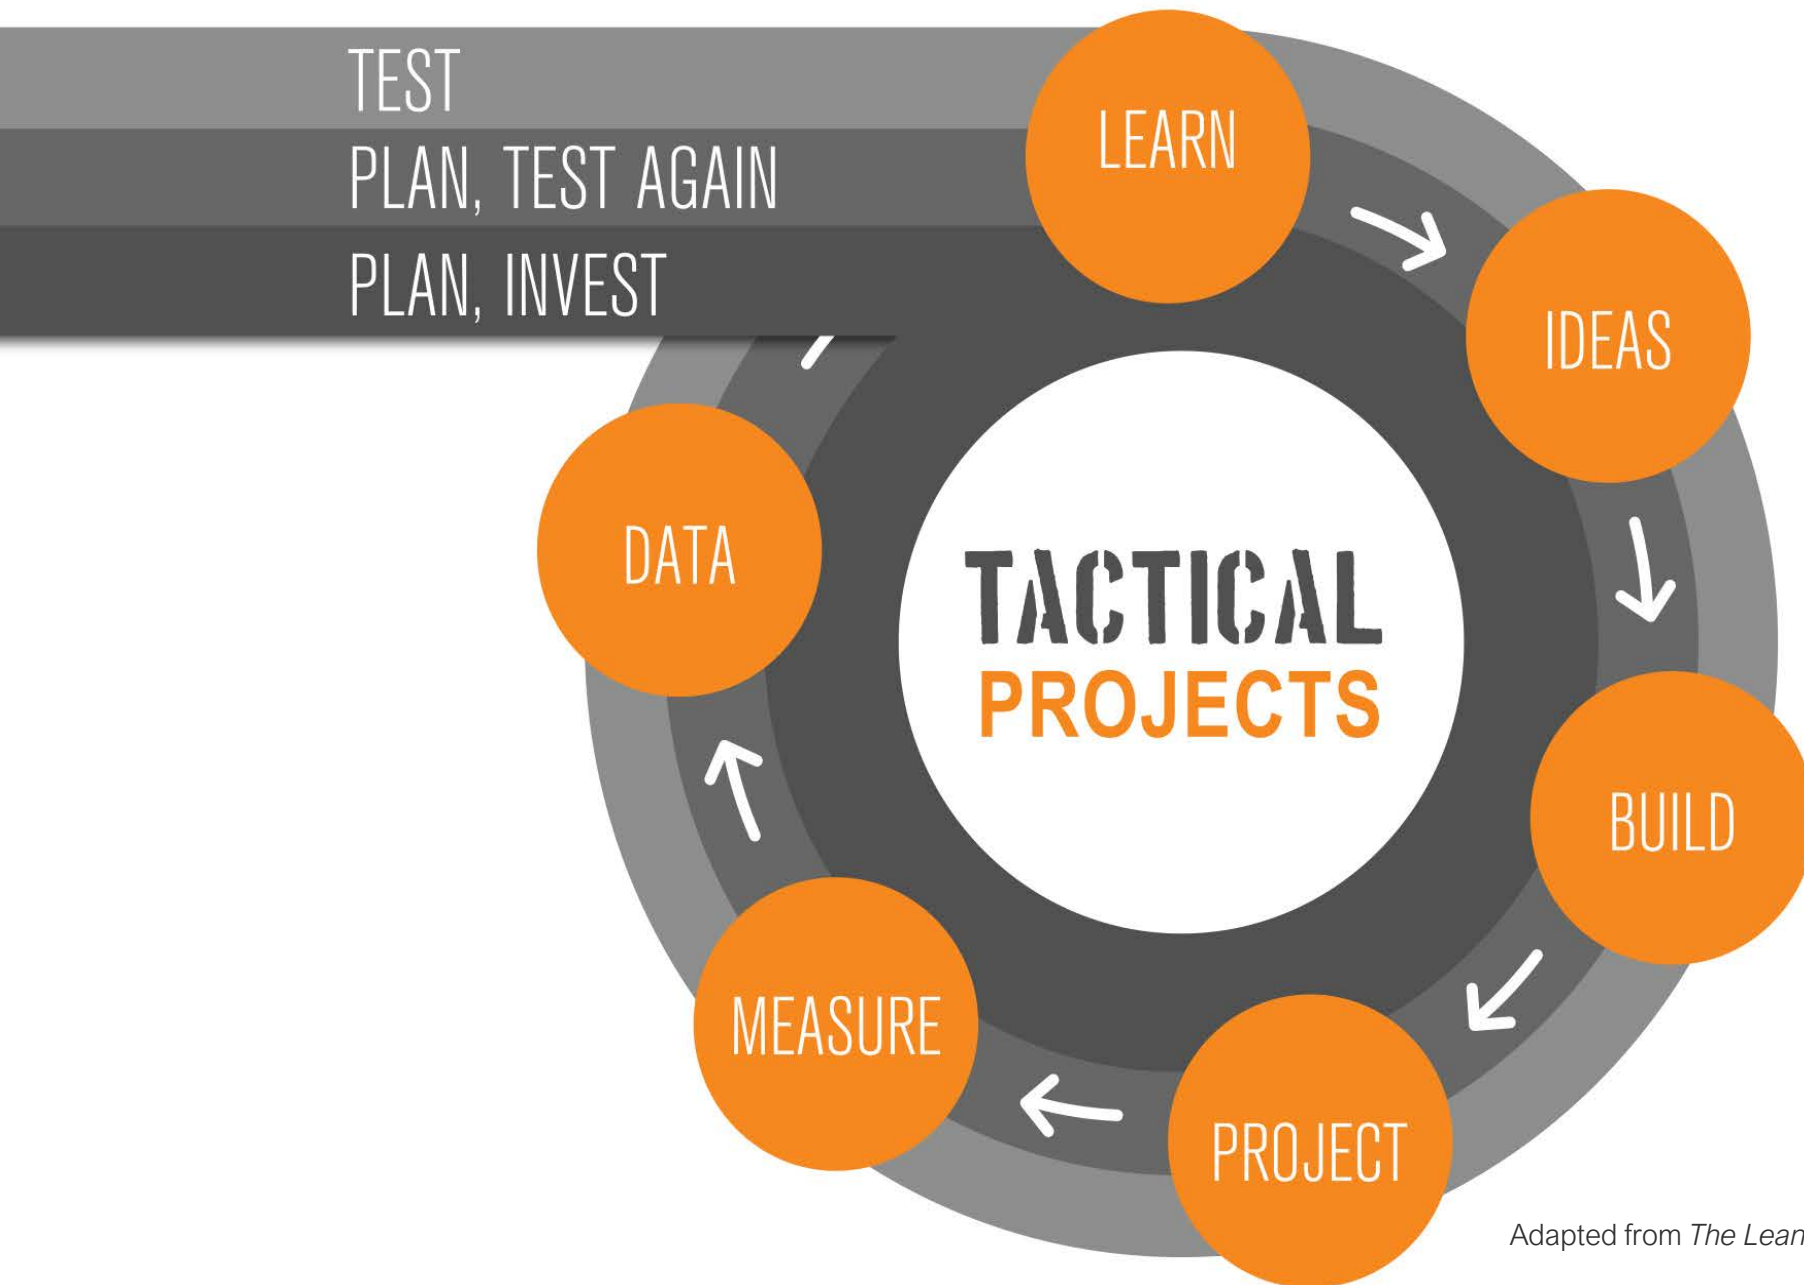 TEST
PLAN, TEST AGAIN
PLAN, INVEST
LEARN
IDEAS
BUILD
PROJECT
MEASURE
DATA
TACTICAL
PROJECTS
Adapted from The Lean